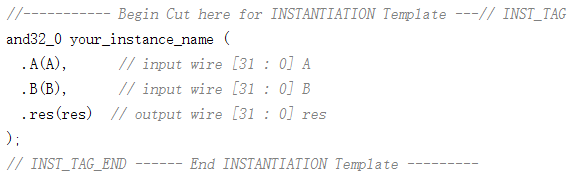 //----------- Begin Cut here for INSTANTIATION Template ---// INST_TAG
and32_0 your_instance_name (
  .A(A),      // input wire [31 : 0] A
  .B(B),      // input wire [31 : 0] B
  .res(res)  // output wire [31 : 0] res
);
// INST_TAG_END ------ End INSTANTIATION Template ---------